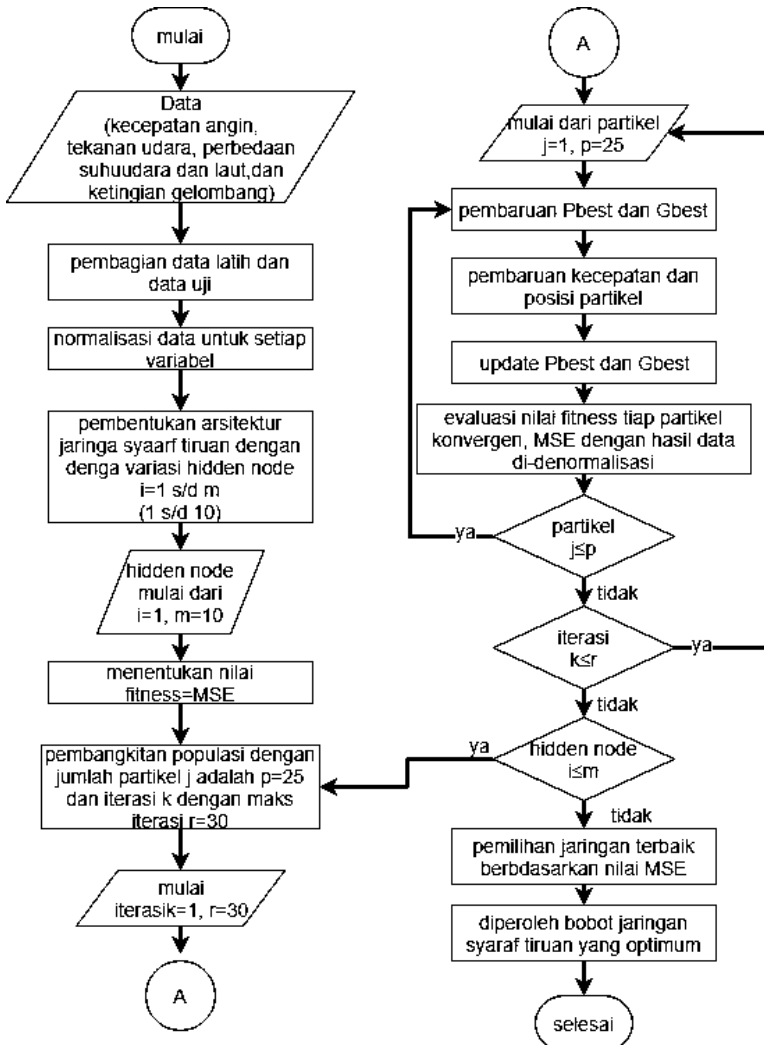 mulai
Data
(kecepatan angin,
tekanan udara, perbedaan
suhuudara dan laut,dan
ketingian gelombang)
pembagian data latih dan
data uji
normalisasi data untuk setiap
variabel
pembentukan arsitektur
jaringa syaarf tiruan dengan
denga variasi hidden node
i=1 s/d m
(1 s/d 10)
hidden node
mulai dari
i=1, m=10
menentukan nilai
fitness=MSE
pembangkitan populasi dengan
jumlah partikel j adalah p=25
dan iterasi k dengan maks
iterasi r=30
mulai
iterasik=1, r=30
A
A
mulai dari partikel
j=1, p=25
pembaruan Pbest dan Gbest
pembaruan kecepatan dan
posisi partikel
update Pbest dan Gbest
evaluasi nilai fitness tiap partikel
konvergen, MSE dengan hasil data
di-denormalisasi
partikel
j≤p
ya
tidak
iterasi
k≤r
ya
tidak
hidden node
i≤m
ya
tidak
pemilihan jaringan terbaik
berbdasarkan nilai MSE
diperoleh bobot jaringan
syaraf tiruan yang optimum
selesai